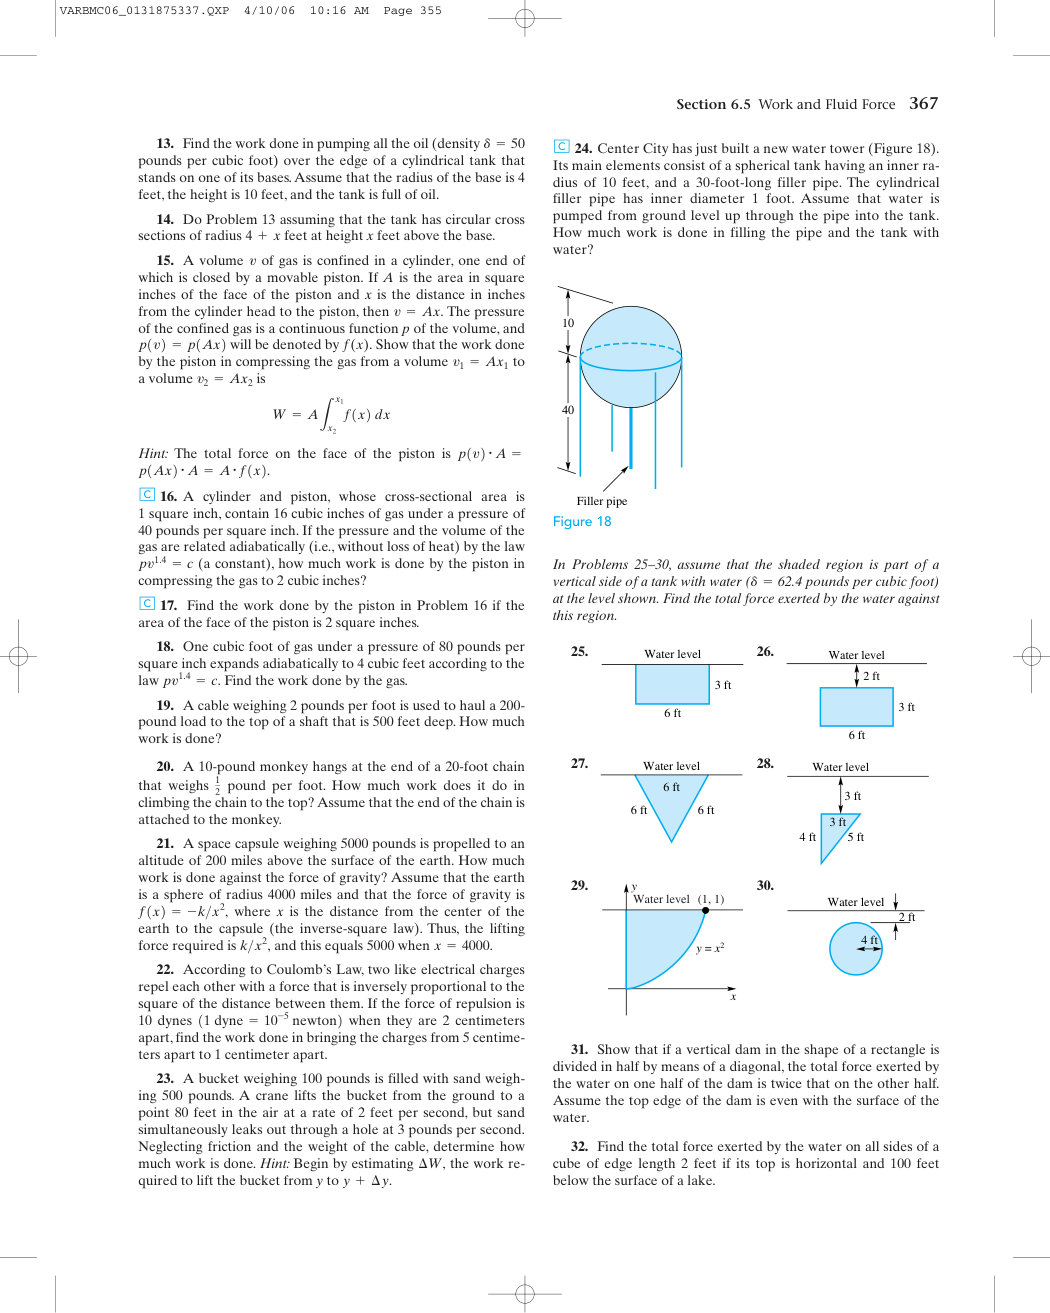 VARBMC06_0131875337.QXP 4/10/06 10:16 AM Page 355
Section 6.5 Work and Fluid Force 367
13. Find the work done in pumping all the oil (density δ = 50
pounds per cubic foot) over the edge of a cylindrical tank that
stands on one of its bases. Assume that the radius of the base is 4
feet, the height is 10 feet, and the tank is full of oil.
14. Do Problem 13 assuming that the tank has circular cross
sections of radius 4 + x feet at height x feet above the base.
15. A volume v of gas is confined in a cylinder, one end of
which is closed by a movable piston. If A is the area in square
inches of the face of the piston and x is the distance in inches
from the cylinder head to the piston, then v = Ax. The pressure
of the confined gas is a continuous function p of the volume, and
p(v) = p(Ax) will be denoted by f(x). Show that the work done
by the piston in compressing the gas from a volume v₁ = Ax₁ to
a volume v₂ = Ax₂ is
W = A ∫ₓ₂ˣ¹ f(x) dx
Hint: The total force on the face of the piston is p(v) · A =
p(Ax) · A = A · f(x).
C 16. A cylinder and piston, whose cross-sectional area is
1 square inch, contain 16 cubic inches of gas under a pressure of
40 pounds per square inch. If the pressure and the volume of the
gas are related adiabatically (i.e., without loss of heat) by the law
pv¹·⁴ = c (a constant), how much work is done by the piston in
compressing the gas to 2 cubic inches?
C 17. Find the work done by the piston in Problem 16 if the
area of the face of the piston is 2 square inches.
18. One cubic foot of gas under a pressure of 80 pounds per
square inch expands adiabatically to 4 cubic feet according to the
law pv¹·⁴ = c. Find the work done by the gas.
19. A cable weighing 2 pounds per foot is used to haul a 200-
pound load to the top of a shaft that is 500 feet deep. How much
work is done?
20. A 10-pound monkey hangs at the end of a 20-foot chain
that weighs ½ pound per foot. How much work does it do in
climbing the chain to the top? Assume that the end of the chain is
attached to the monkey.
21. A space capsule weighing 5000 pounds is propelled to an
altitude of 200 miles above the surface of the earth. How much
work is done against the force of gravity? Assume that the earth
is a sphere of radius 4000 miles and that the force of gravity is
f(x) = −k/x², where x is the distance from the center of the
earth to the capsule (the inverse-square law). Thus, the lifting
force required is k/x², and this equals 5000 when x = 4000.
22. According to Coulomb's Law, two like electrical charges
repel each other with a force that is inversely proportional to the
square of the distance between them. If the force of repulsion is
10 dynes (1 dyne = 10⁻⁵ newton) when they are 2 centimeters
apart, find the work done in bringing the charges from 5 centime-
ters apart to 1 centimeter apart.
23. A bucket weighing 100 pounds is filled with sand weigh-
ing 500 pounds. A crane lifts the bucket from the ground to a
point 80 feet in the air at a rate of 2 feet per second, but sand
simultaneously leaks out through a hole at 3 pounds per second.
Neglecting friction and the weight of the cable, determine how
much work is done. Hint: Begin by estimating ΔW, the work re-
quired to lift the bucket from y to y + Δy.
C 24. Center City has just built a new water tower (Figure 18).
Its main elements consist of a spherical tank having an inner ra-
dius of 10 feet, and a 30-foot-long filler pipe. The cylindrical
filler pipe has inner diameter 1 foot. Assume that water is
pumped from ground level up through the pipe into the tank.
How much work is done in filling the pipe and the tank with
water?
10
40
Filler pipe
Figure 18
In Problems 25–30, assume that the shaded region is part of a
vertical side of a tank with water (δ = 62.4 pounds per cubic foot)
at the level shown. Find the total force exerted by the water against
this region.
25.
Water level
3 ft
6 ft
26.
Water level
2 ft
3 ft
6 ft
27.
Water level
6 ft
6 ft 6 ft
28.
Water level
3 ft
3 ft
4 ft 5 ft
29.
y
Water level (1, 1)
y = x²
x
30.
Water level
2 ft
4 ft
31. Show that if a vertical dam in the shape of a rectangle is
divided in half by means of a diagonal, the total force exerted by
the water on one half of the dam is twice that on the other half.
Assume the top edge of the dam is even with the surface of the
water.
32. Find the total force exerted by the water on all sides of a
cube of edge length 2 feet if its top is horizontal and 100 feet
below the surface of a lake.